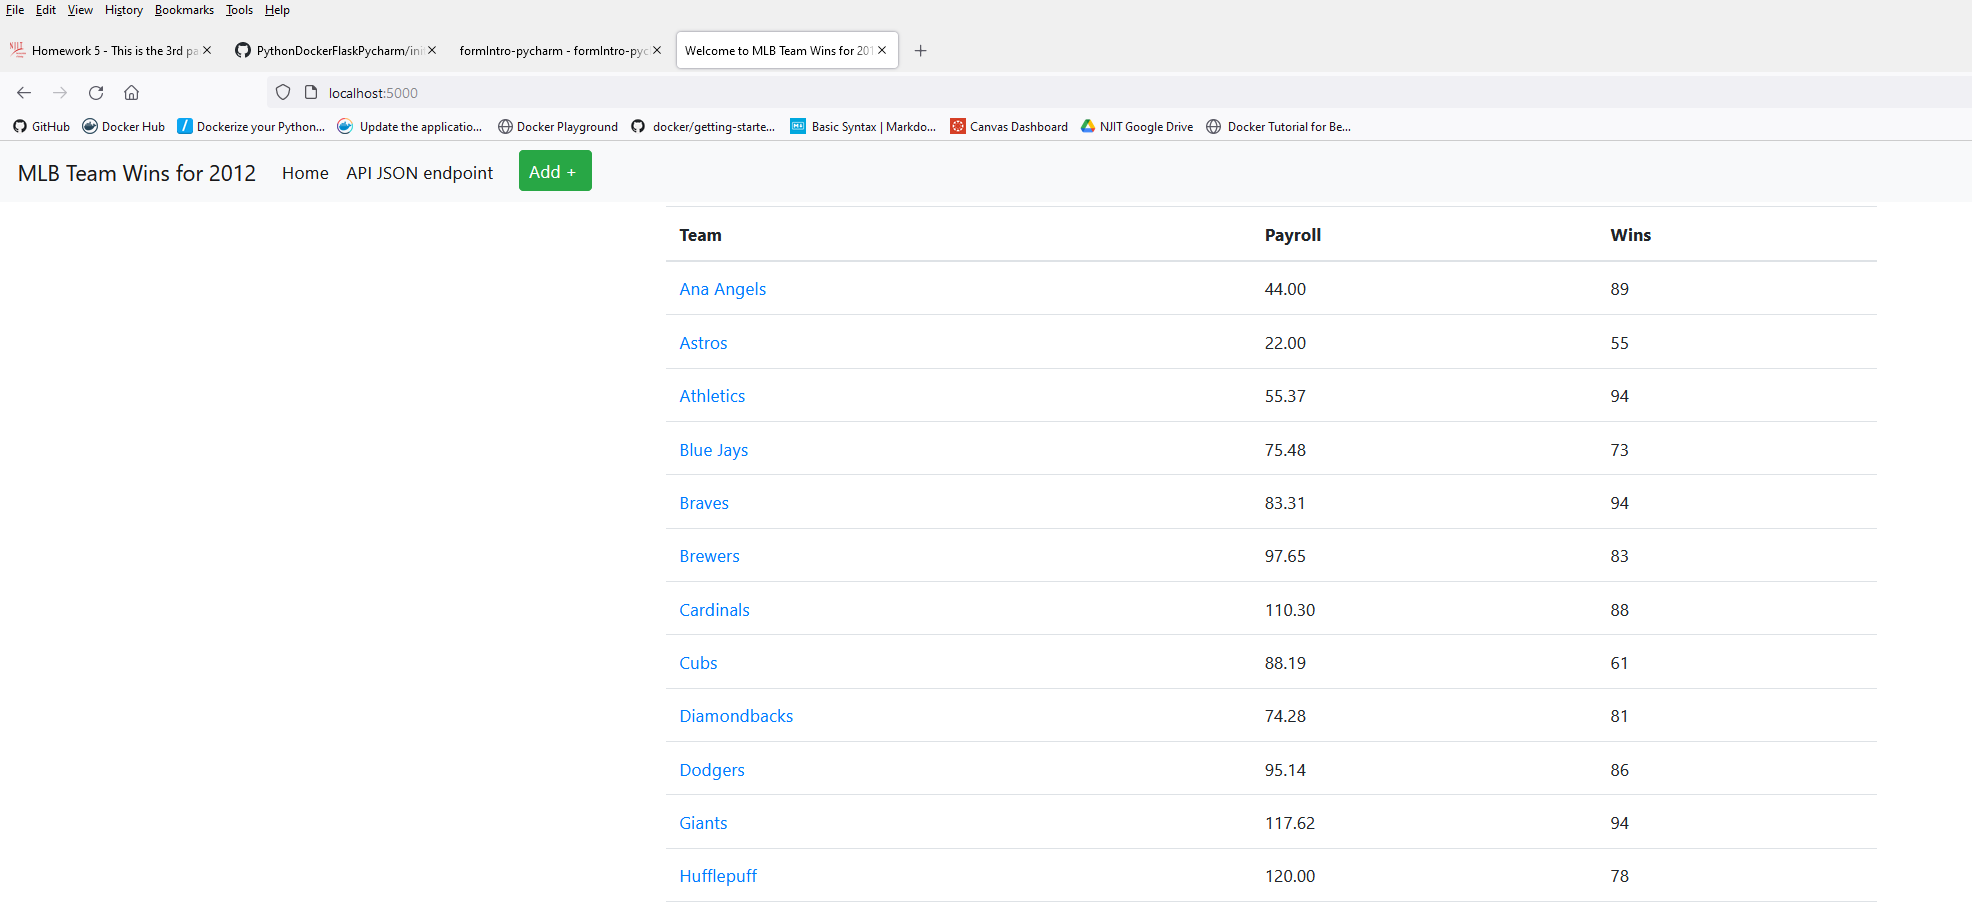 File Edit View History Bookmarks Tools Help
Homework 5 - This is the 3rd pa PythonDockerFlaskPycharm/ini formIntro-pycharm - formIntro-pyc Welcome to MLB Team Wins for 201
localhost:5000
GitHub Docker Hub Dockerize your Python... Update the applicatio... Docker Playground docker/getting-starte... Basic Syntax | Markdo... Canvas Dashboard NJIT Google Drive Docker Tutorial for Be...
MLB Team Wins for 2012 Home API JSON endpoint Add +
Team Payroll Wins
Ana Angels 44.00 89
Astros 22.00 55
Athletics 55.37 94
Blue Jays 75.48 73
Braves 83.31 94
Brewers 97.65 83
Cardinals 110.30 88
Cubs 88.19 61
Diamondbacks 74.28 81
Dodgers 95.14 86
Giants 117.62 94
Hufflepuff 120.00 78